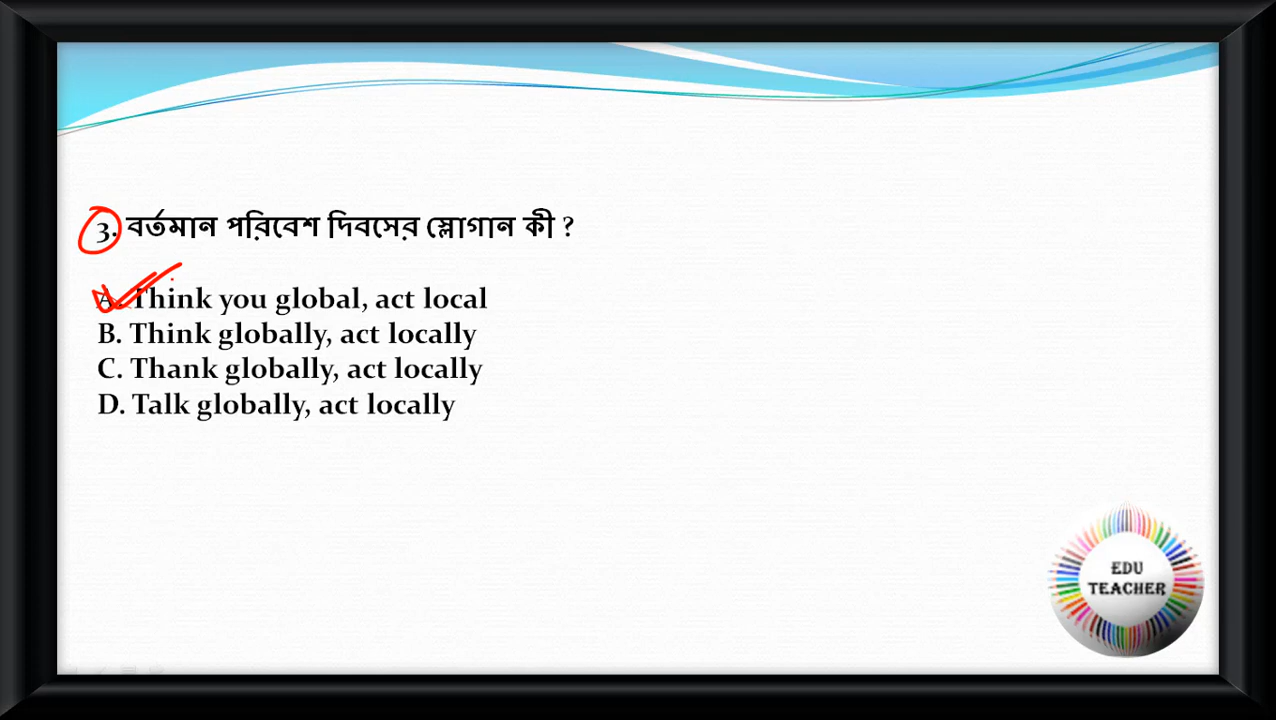 3. বর্তমান পরিবেশ দিবসের স্লোগান কী ?
A. Think you global, act local
B. Think globally, act locally
C. Thank globally, act locally
D. Talk globally, act locally
EDU
TEACHER